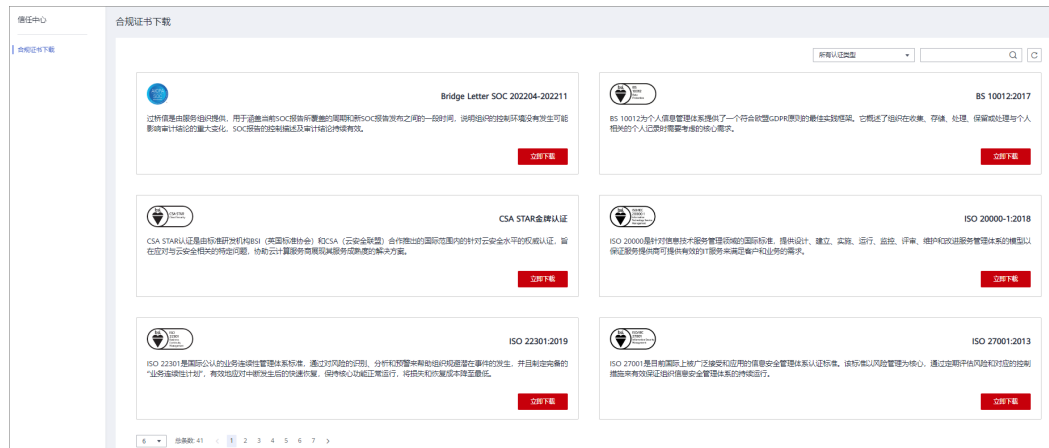 信任中心
合规证书下载
合规证书下载
所有认证类型
Bridge Letter SOC 202204-202211
过桥信是由服务组织提供，用于涵盖当前SOC报告所覆盖的周期和新SOC报告发布之间的一段时间，说明组织的控制环境没有发生可能
影响审计结论的重大变化，SOC报告的控制描述及审计结论持续有效。
立即下载
BS 10012:2017
BS 10012为个人信息管理体系提供了一个符合欧盟GDPR原则的最佳实践框架。它概述了组织在收集、存储、处理、保留或处理与个人
相关的个人记录时需要考虑的核心需求。
立即下载
CSA STAR
CSA STAR金牌认证
CSA STAR认证是由标准研发机构BSI（英国标准协会）和CSA（云安全联盟）合作推出的国际范围内的针对云安全水平的权威认证，旨
在应对与云安全相关的特定问题，协助云计算服务商展现其服务成熟度的解决方案。
立即下载
ISO 20000-1:2018
ISO 20000是针对信息技术服务管理领域的国际标准，提供设计、建立、实施、运行、监控、评审、维护和改进服务管理体系的模型以
保证服务提供商可提供有效的IT服务来满足客户和业务的需求。
立即下载
ISO 22301:2019
ISO 22301是国际公认的业务连续性管理体系标准，通过对风险的识别、分析和预警来帮助组织规避潜在事件的发生，并且制定完备的
“业务连续性计划”，有效地应对中断发生后的快速恢复，保持核心功能正常运行，将损失和恢复成本降至最低。
立即下载
ISO 27001:2013
ISO 27001是目前国际上被广泛接受和应用的信息安全管理体系认证标准。该标准以风险管理为核心，通过定期评估风险和对应的控制
措施来有效保证组织信息安全管理体系的持续运行。
立即下载
6 总条数: 41 < 1 2 3 4 5 6 7 >